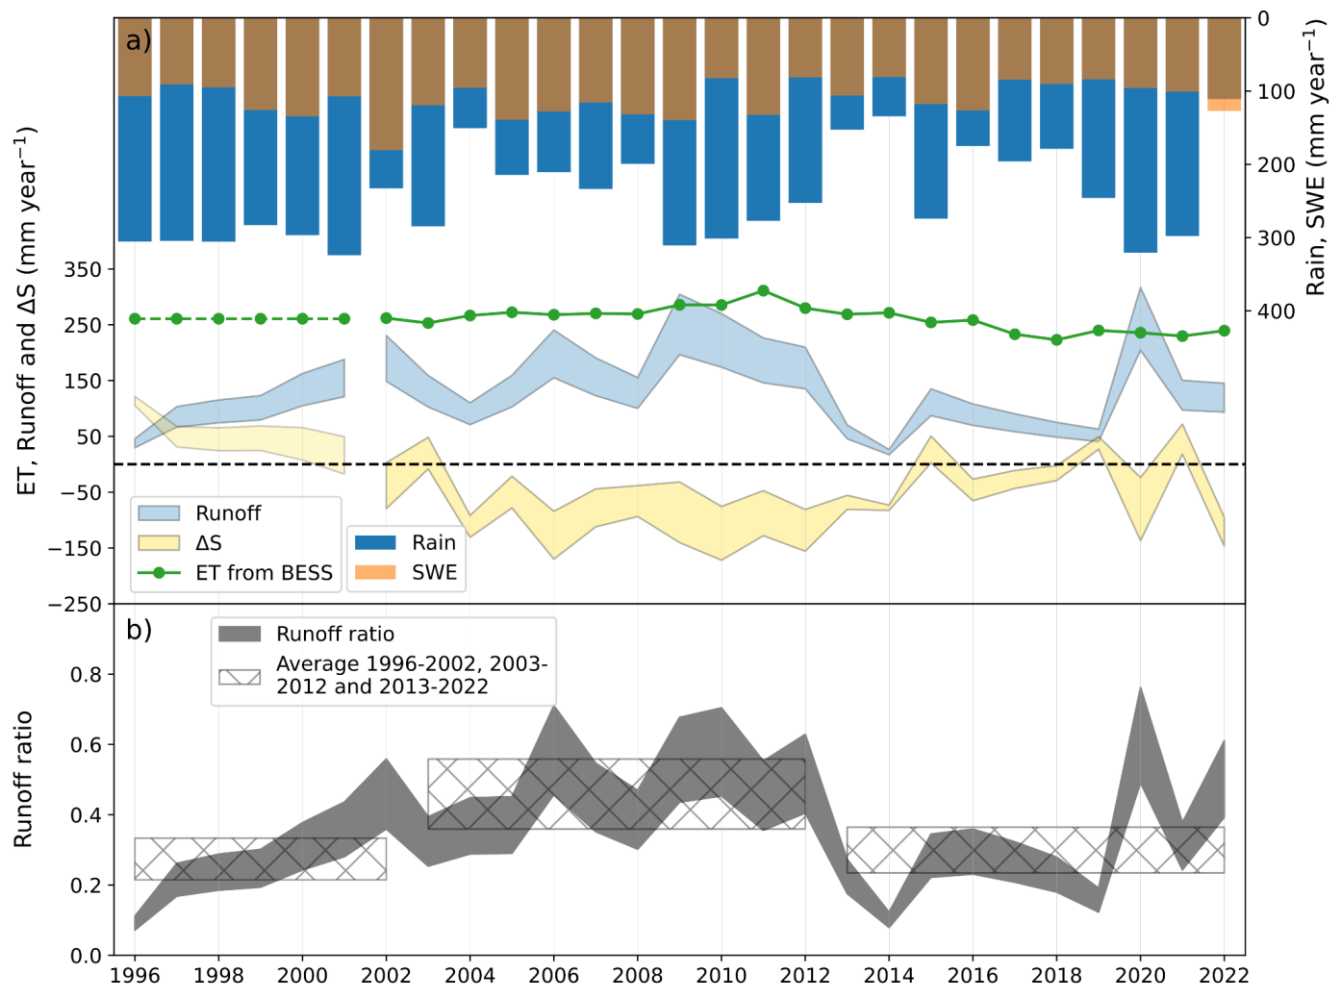 a)
ET, Runoff and ΔS (mm year⁻¹)
350
250
150
50
−50
−150
−250
Runoff
ΔS
ET from BESS
Rain
SWE
0
100
200
300
400
Rain, SWE (mm year⁻¹)
b)
Runoff ratio
Average 1996-2002, 2003-
2012 and 2013-2022
Runoff ratio
0.8
0.6
0.4
0.2
0.0
1996 1998 2000 2002 2004 2006 2008 2010 2012 2014 2016 2018 2020 2022